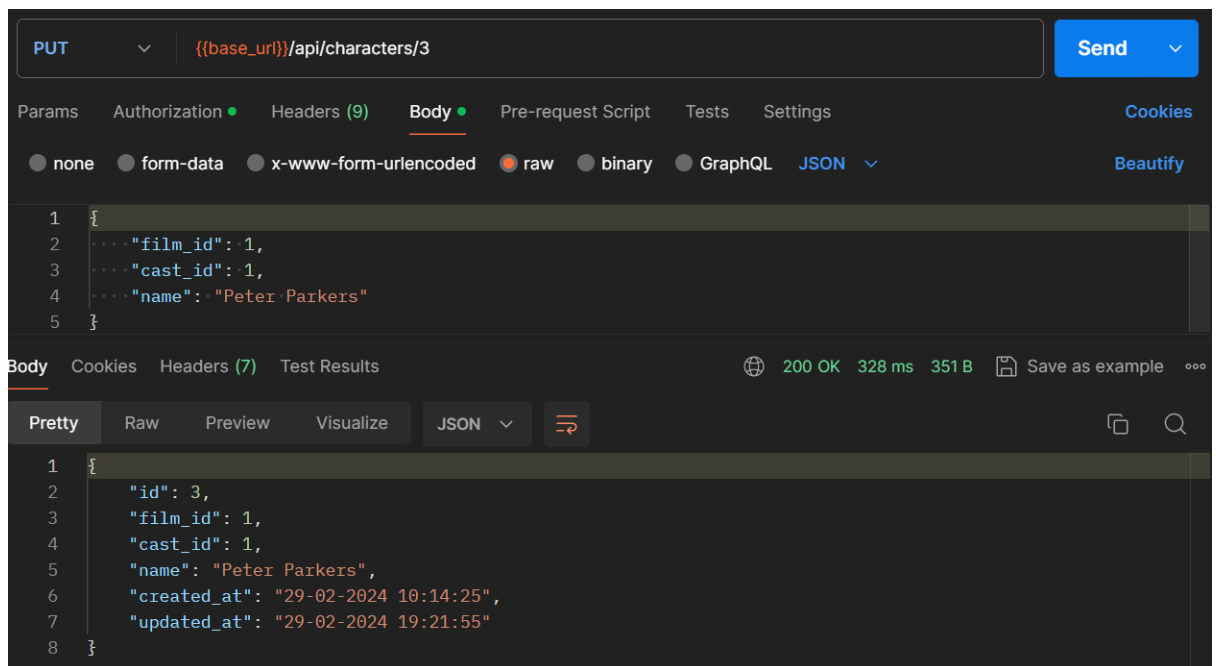 PUT {{base_url}}/api/characters/3 Send
Params Authorization Headers (9) Body Pre-request Script Tests Settings Cookies
none form-data x-www-form-urlencoded raw binary GraphQL JSON Beautify
1 {
2 ····"film_id":·1,
3 ····"cast_id":·1,
4 ····"name":·"Peter·Parkers"
5 }
Body Cookies Headers (7) Test Results 200 OK 328 ms 351 B Save as example
Pretty Raw Preview Visualize JSON
1 {
2 "id": 3,
3 "film_id": 1,
4 "cast_id": 1,
5 "name": "Peter Parkers",
6 "created_at": "29-02-2024 10:14:25",
7 "updated_at": "29-02-2024 19:21:55"
8 }